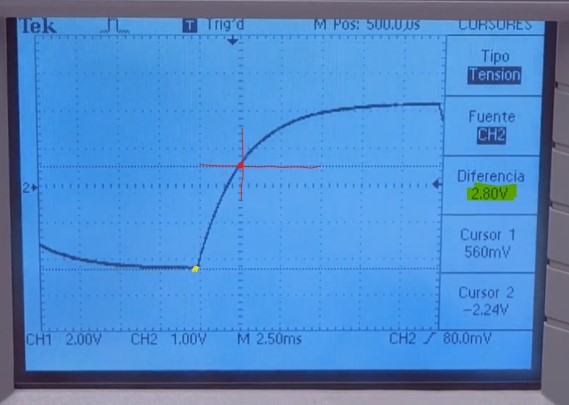 Tek T Trig'd M Pos: 500.0µs CURSORES
Tipo
Tension
Fuente
CH2
Diferencia
2.80V
Cursor 1
560mV
Cursor 2
-2.24V
2
CH1 2.00V CH2 1.00V M 2.50ms CH2 80.0mV